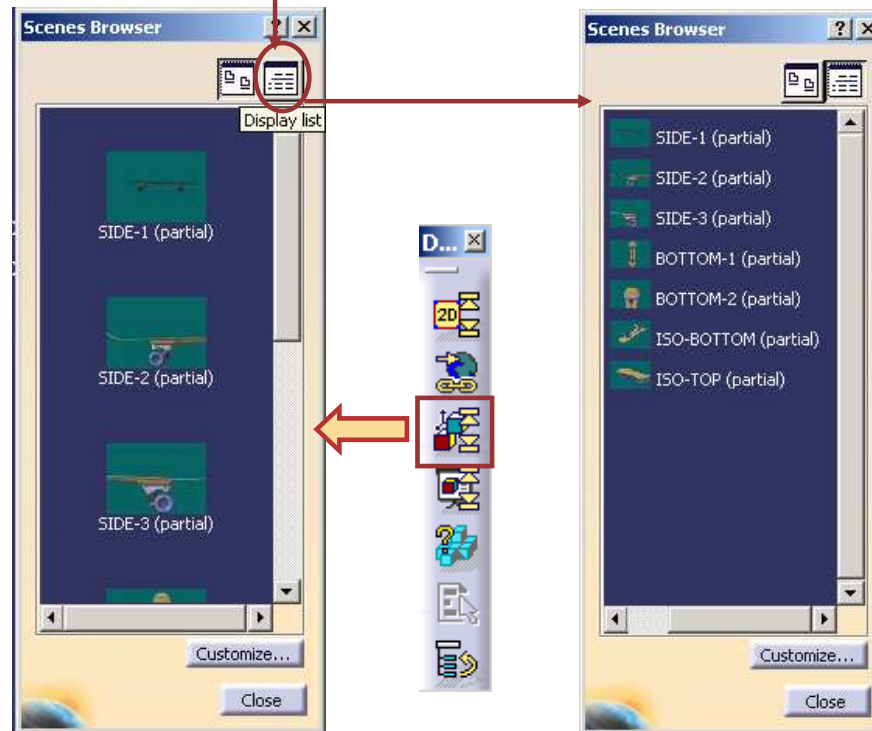 Scenes Browser
Display list
SIDE-1 (partial)
SIDE-2 (partial)
SIDE-3 (partial)
Customize...
Close
D...
2D
Scenes Browser
SIDE-1 (partial)
SIDE-2 (partial)
SIDE-3 (partial)
BOTTOM-1 (partial)
BOTTOM-2 (partial)
ISO-BOTTOM (partial)
ISO-TOP (partial)
Customize...
Close